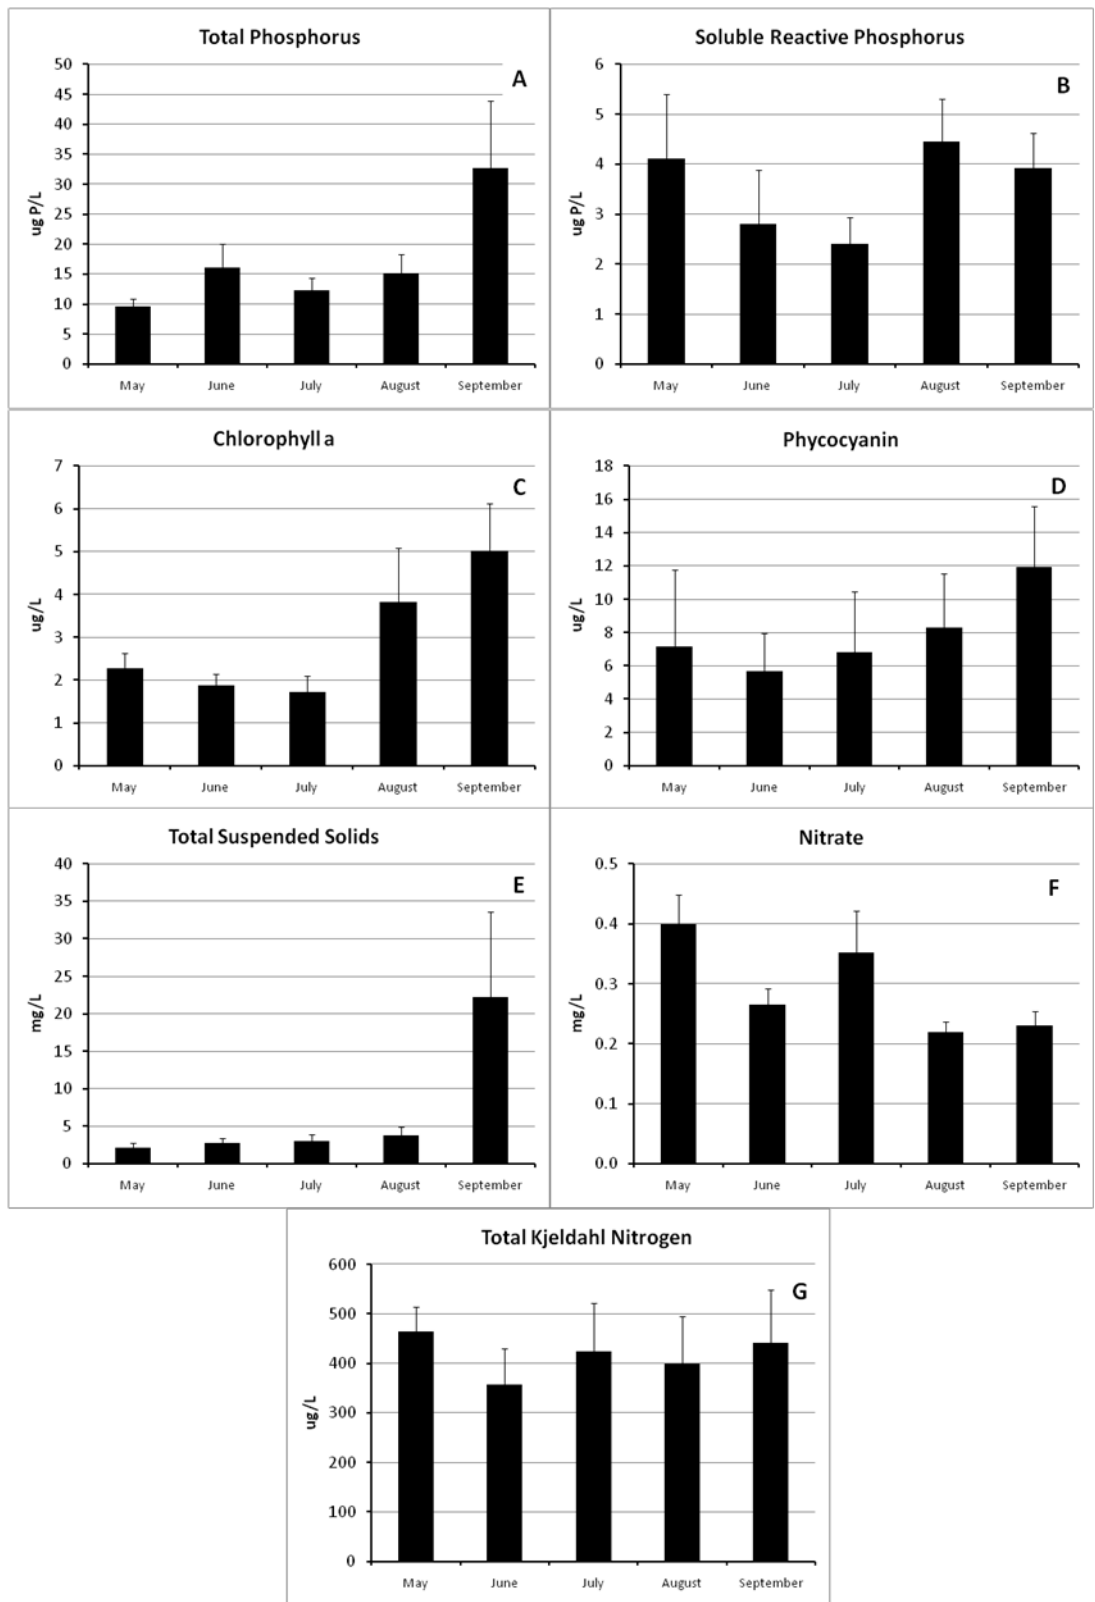 Total Phosphorus
A
50
45
40
35
30
25
20
15
10
5
0
ug P/L
May June July August September
Soluble Reactive Phosphorus
B
6
5
4
3
2
1
0
ug P/L
May June July August September
Chlorophyll a
C
7
6
5
4
3
2
1
0
ug/L
May June July August September
Phycocyanin
D
18
16
14
12
10
8
6
4
2
0
ug/L
May June July August September
Total Suspended Solids
E
40
35
30
25
20
15
10
5
0
mg/L
May June July August September
Nitrate
F
0.5
0.4
0.3
0.2
0.1
0.0
mg/L
May June July August September
Total Kjeldahl Nitrogen
G
600
500
400
300
200
100
0
ug/L
May June July August September